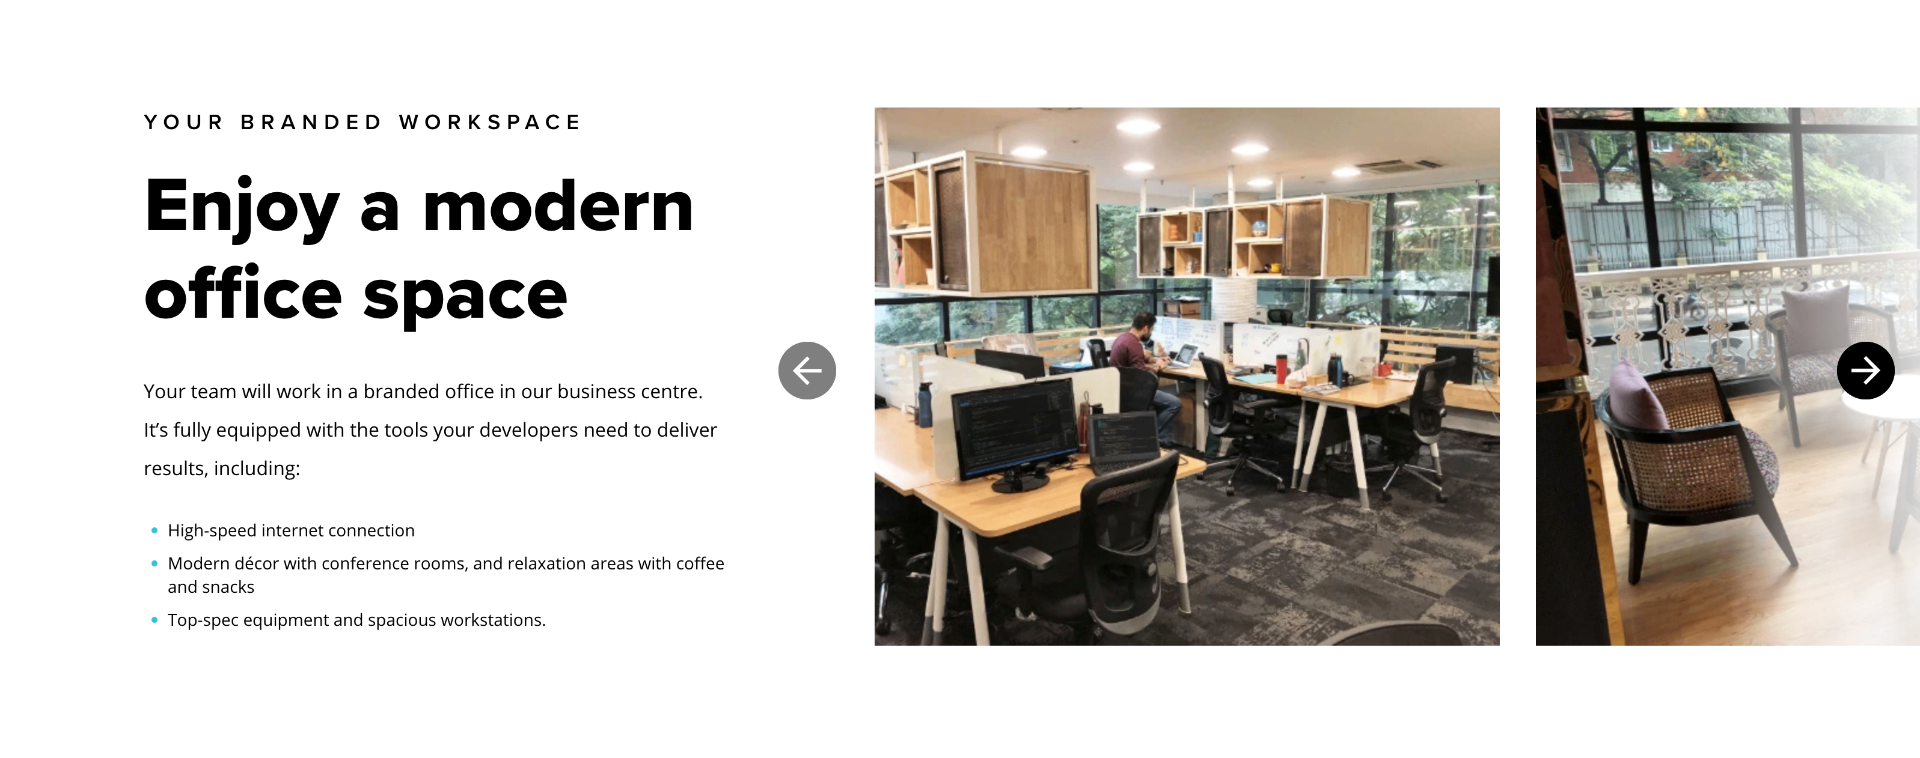 YOUR BRANDED WORKSPACE
Enjoy a modern
office space
Your team will work in a branded office in our business centre.
It’s fully equipped with the tools your developers need to deliver
results, including:
High-speed internet connection
Modern décor with conference rooms, and relaxation areas with coffee
and snacks
Top-spec equipment and spacious workstations.